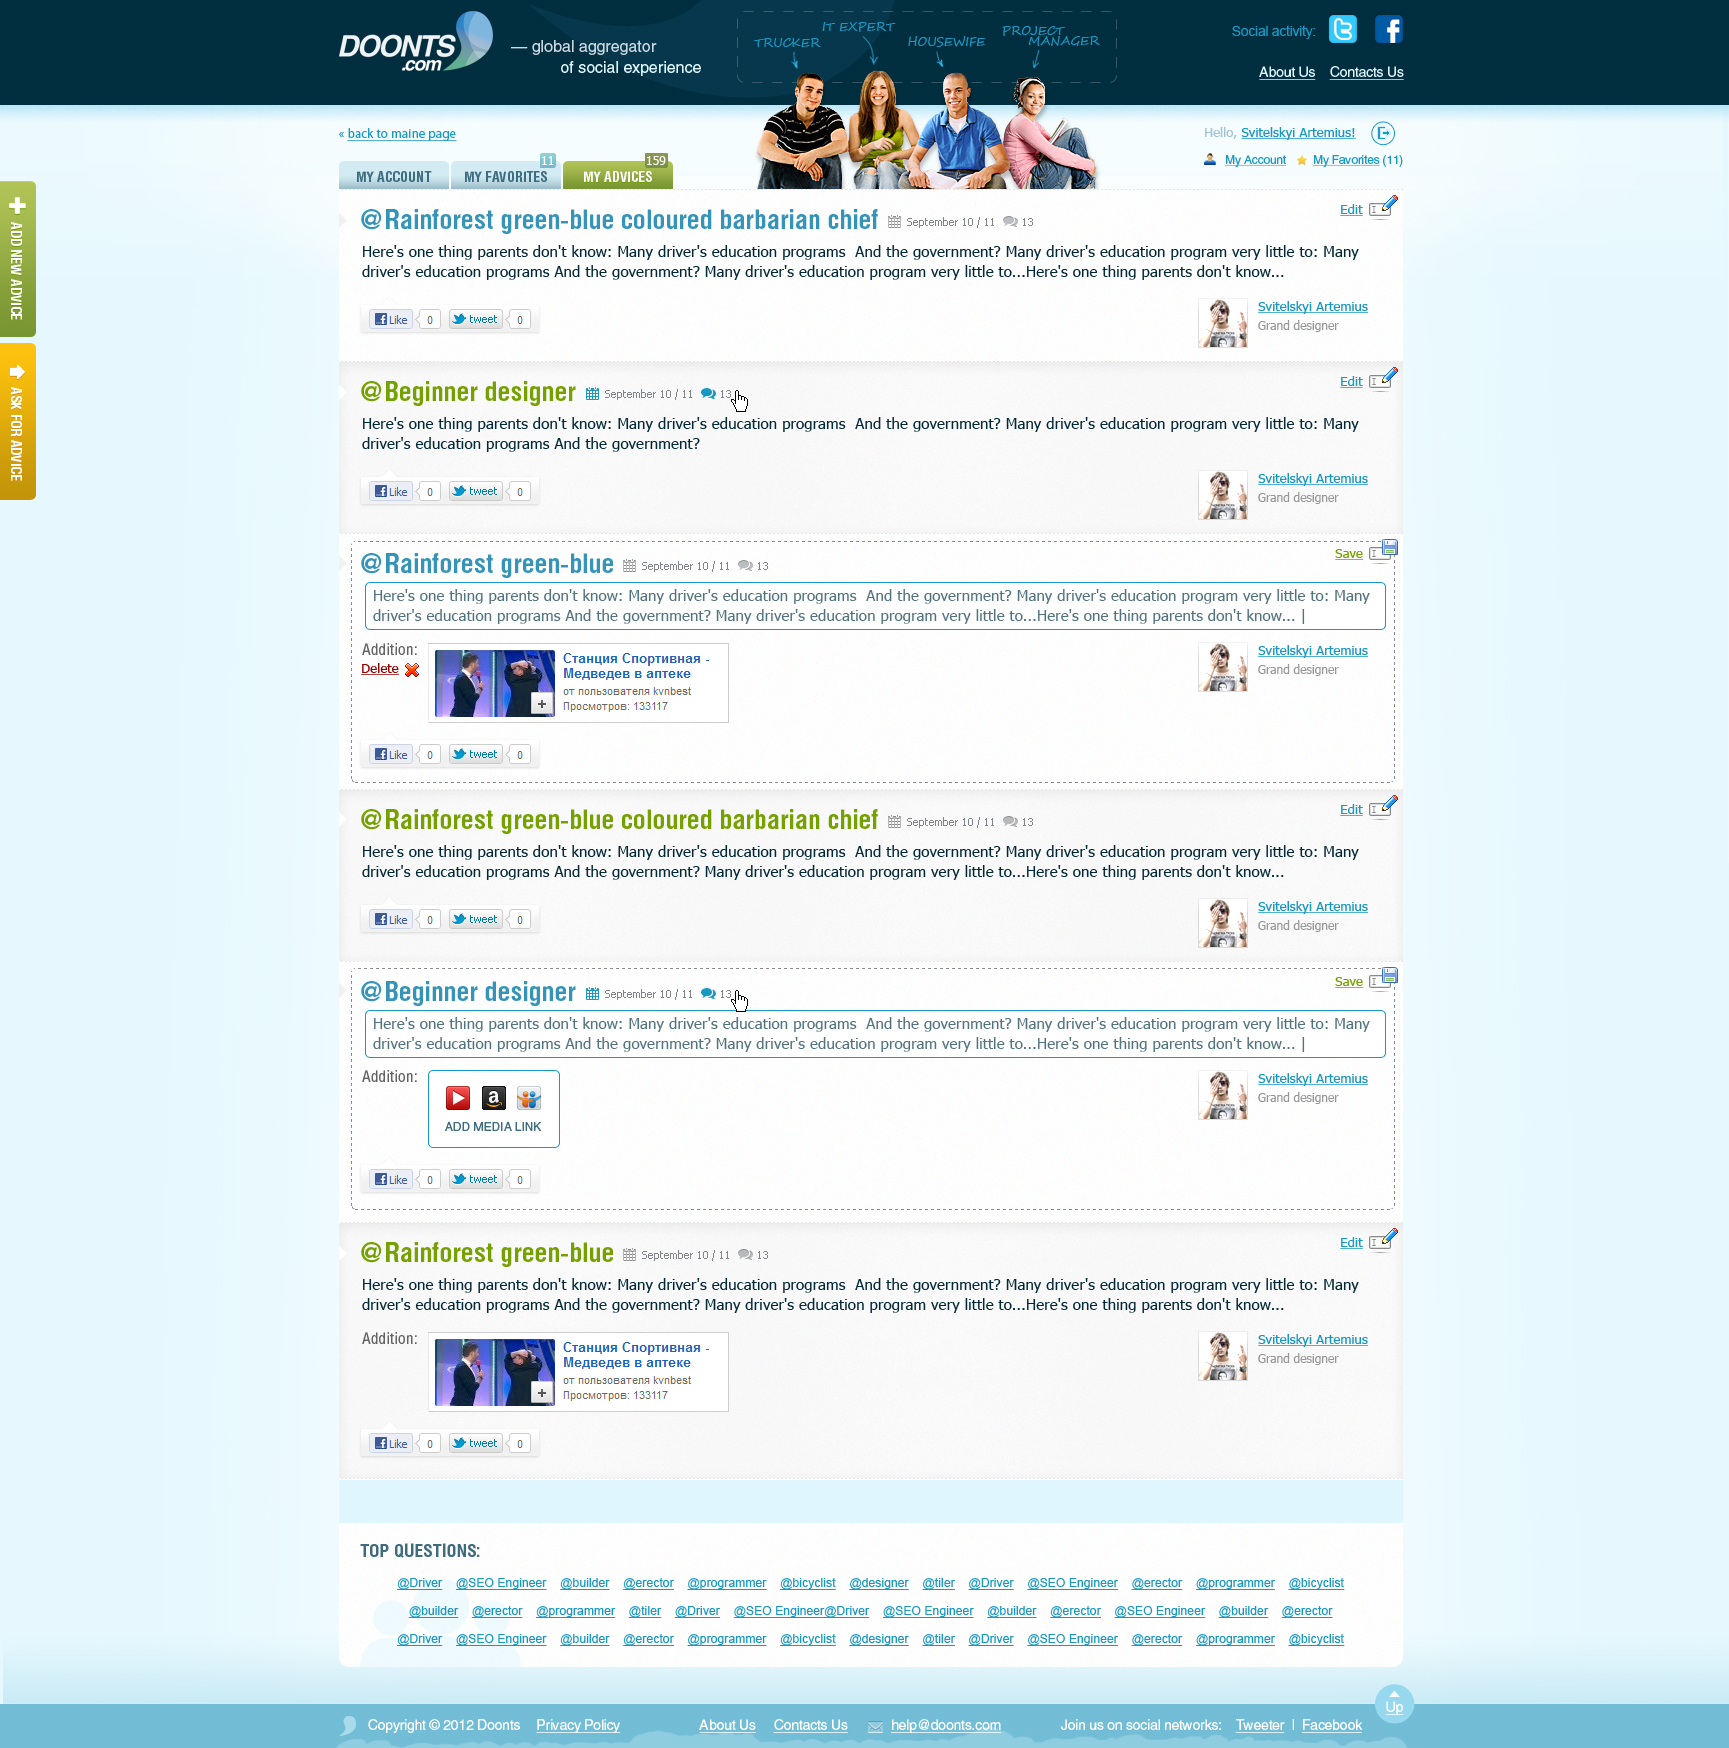 DOONTS
.com
— global aggregator
of social experience
TRUCKER
IT EXPERT
HOUSEWIFE
PROJECT
MANAGER
Social activity:
About Us Contacts Us
« back to maine page
Hello, Svitelskyi Artemius!
My Account My Favorites (11)
MY ACCOUNT
MY FAVORITES 11
MY ADVICES 159
ADD NEW ADVICE
ASK FOR ADVICE
@Rainforest green-blue coloured barbarian chief September 10 / 11 13
Edit
Here's one thing parents don't know: Many driver's education programs And the government? Many driver's education program very little to: Many
driver's education programs And the government? Many driver's education program very little to...Here's one thing parents don't know...
Like 0 tweet 0
Svitelskyi Artemius
Grand designer
@Beginner designer September 10 / 11 13
Edit
Here's one thing parents don't know: Many driver's education programs And the government? Many driver's education program very little to: Many
driver's education programs And the government?
Like 0 tweet 0
Svitelskyi Artemius
Grand designer
@Rainforest green-blue September 10 / 11 13
Save
Here's one thing parents don't know: Many driver's education programs And the government? Many driver's education program very little to: Many
driver's education programs And the government? Many driver's education program very little to...Here's one thing parents don't know... |
Addition:
Delete
Станция Спортивная -
Медведев в аптеке
от пользователя kvnbest
Просмотров: 133117
Svitelskyi Artemius
Grand designer
Like 0 tweet 0
@Rainforest green-blue coloured barbarian chief September 10 / 11 13
Edit
Here's one thing parents don't know: Many driver's education programs And the government? Many driver's education program very little to: Many
driver's education programs And the government? Many driver's education program very little to...Here's one thing parents don't know...
Like 0 tweet 0
Svitelskyi Artemius
Grand designer
@Beginner designer September 10 / 11 13
Save
Here's one thing parents don't know: Many driver's education programs And the government? Many driver's education program very little to: Many
driver's education programs And the government? Many driver's education program very little to...Here's one thing parents don't know... |
Addition:
ADD MEDIA LINK
Svitelskyi Artemius
Grand designer
Like 0 tweet 0
@Rainforest green-blue September 10 / 11 13
Edit
Here's one thing parents don't know: Many driver's education programs And the government? Many driver's education program very little to: Many
driver's education programs And the government? Many driver's education program very little to...Here's one thing parents don't know...
Addition:
Станция Спортивная -
Медведев в аптеке
от пользователя kvnbest
Просмотров: 133117
Svitelskyi Artemius
Grand designer
Like 0 tweet 0
TOP QUESTIONS:
@Driver @SEO Engineer @builder @erector @programmer @bicyclist @designer @tiler @Driver @SEO Engineer @erector @programmer @bicyclist
@builder @erector @programmer @tiler @Driver @SEO Engineer@Driver @SEO Engineer @builder @erector @SEO Engineer @builder @erector
@Driver @SEO Engineer @builder @erector @programmer @bicyclist @designer @tiler @Driver @SEO Engineer @erector @programmer @bicyclist
Up
Copyright © 2012 Doonts Privacy Policy About Us Contacts Us help@doonts.com Join us on social networks: Tweeter | Facebook